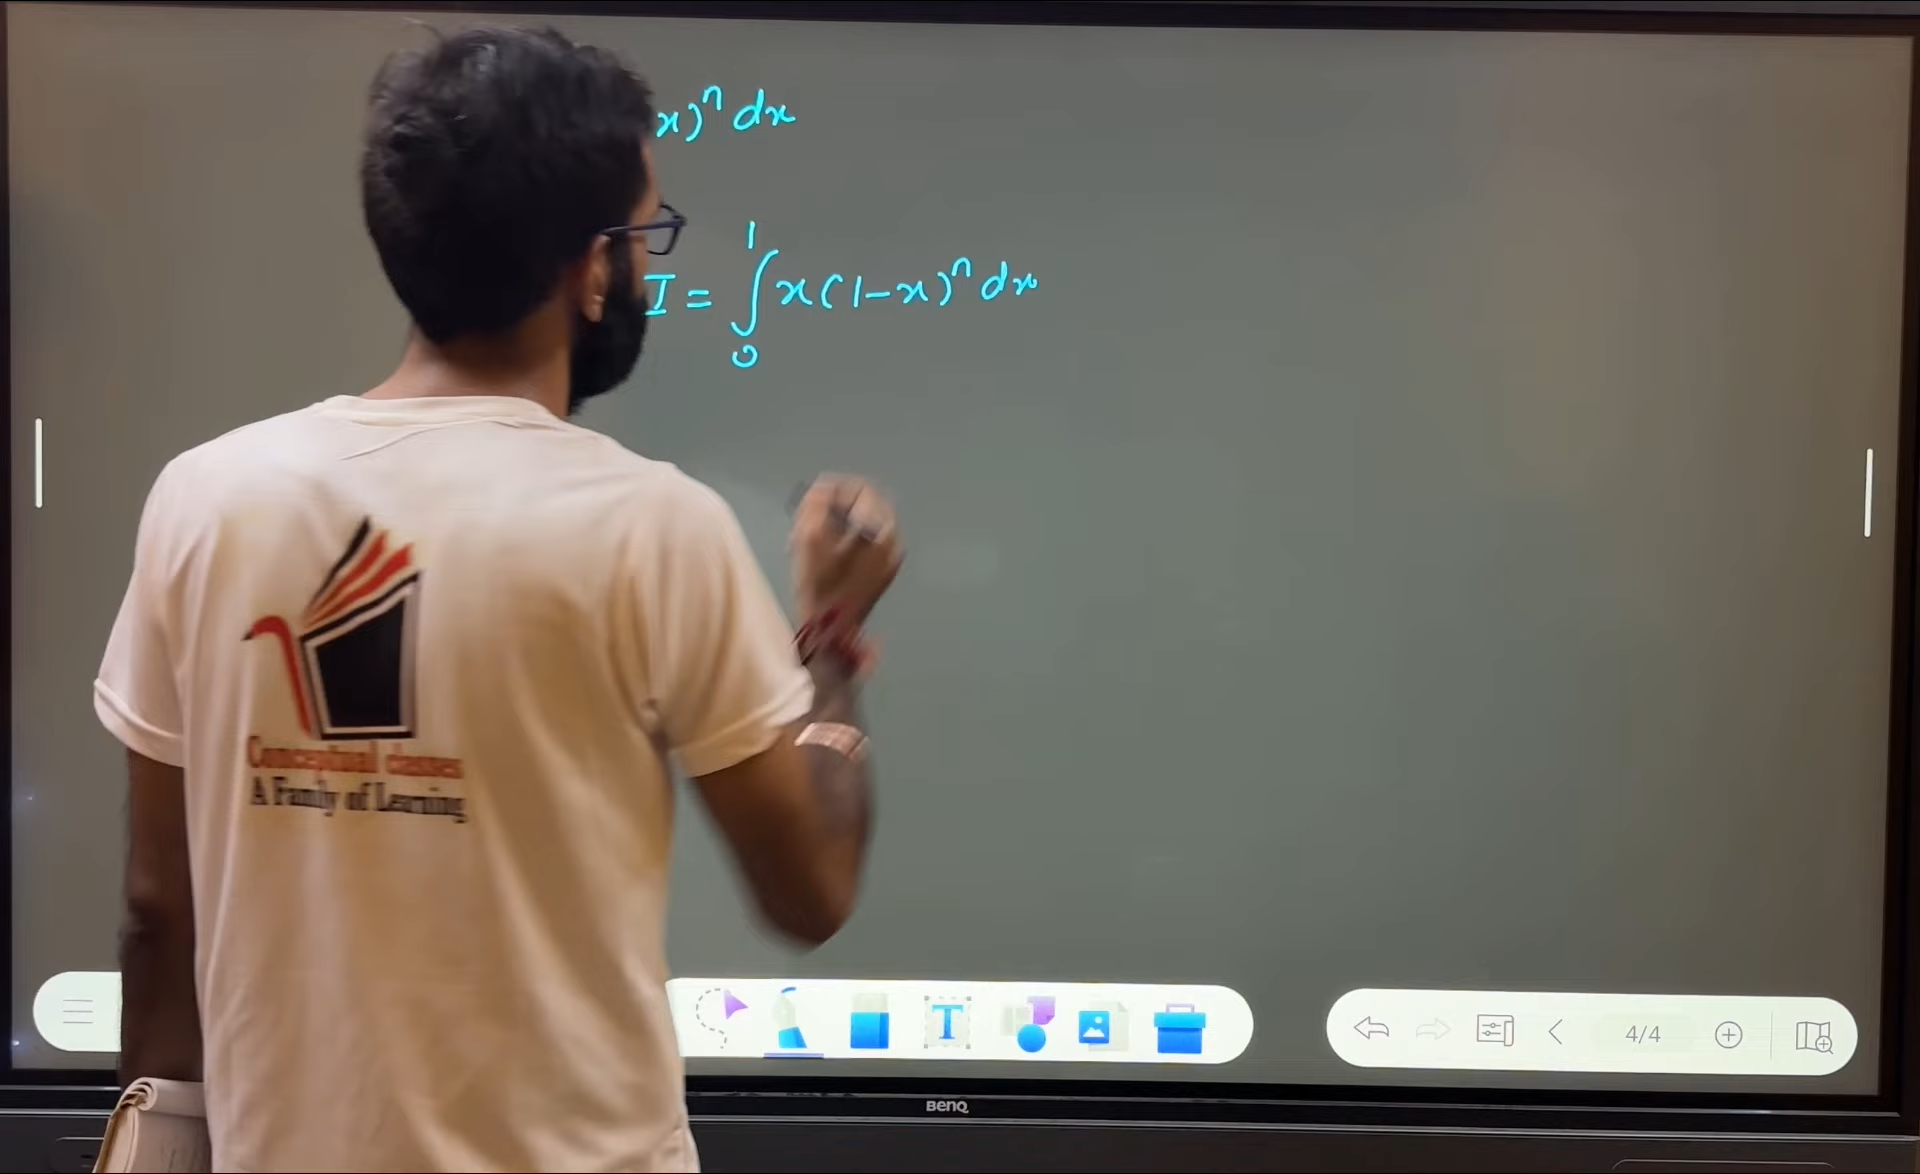 x)ⁿ dx
I = ∫₀¹ x(1-x)ⁿ dx
Conceptual classes
A Family of Learning
T
4/4
BenQ